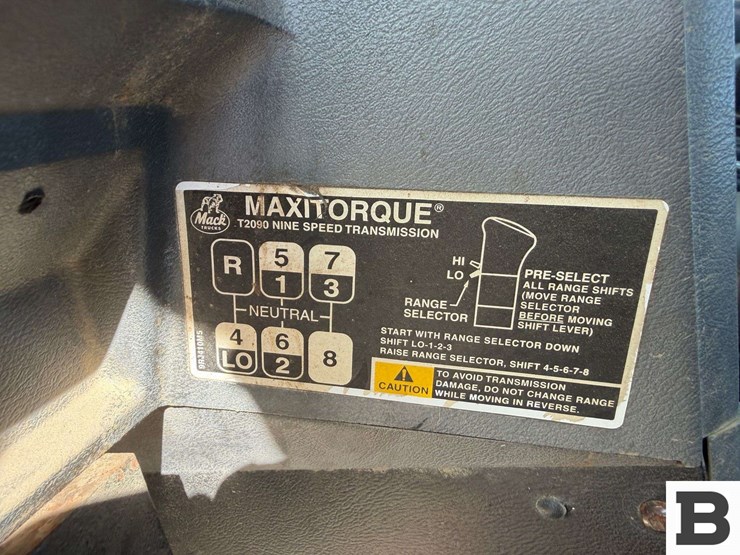 Mack
TRUCKS
MAXITORQUE®
T2090 NINE SPEED TRANSMISSION
R 5 7
1 3
NEUTRAL
4 6 8
LO 2
9R2410M5
HI
LO
RANGE
SELECTOR
PRE-SELECT
ALL RANGE SHIFTS
(MOVE RANGE
SELECTOR
BEFORE MOVING
SHIFT LEVER)
START WITH RANGE SELECTOR DOWN
SHIFT LO-1-2-3
RAISE RANGE SELECTOR, SHIFT 4-5-6-7-8
CAUTION
TO AVOID TRANSMISSION
DAMAGE, DO NOT CHANGE RANGE
WHILE MOVING IN REVERSE.
B